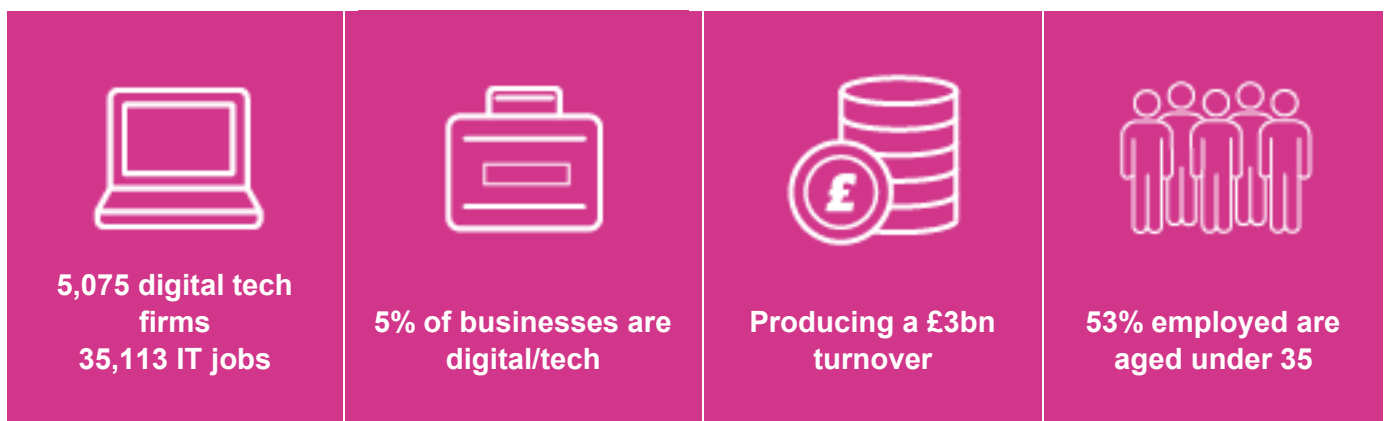 5,075 digital tech
firms
35,113 IT jobs
5% of businesses are
digital/tech
£
Producing a £3bn
turnover
53% employed are
aged under 35